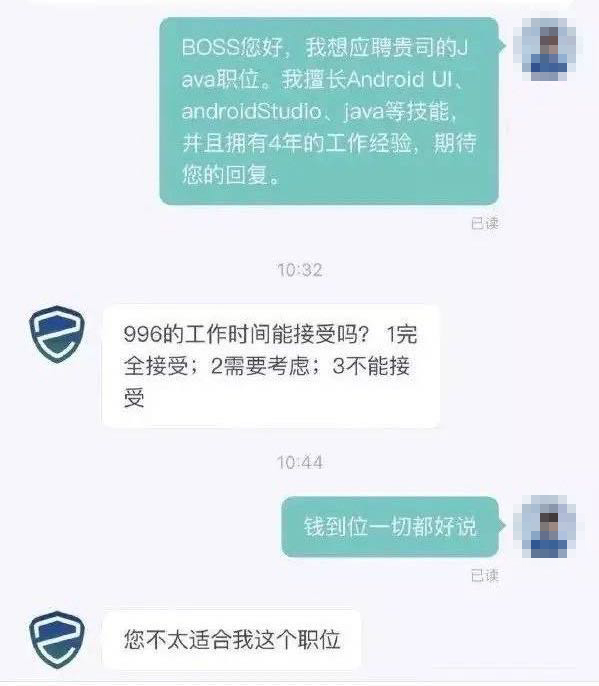 BOSS您好，我想应聘贵司的J
ava职位。我擅长Android UI、
androidStudio、java等技能，
并且拥有4年的工作经验，期待
您的回复。
已读
10:32
996的工作时间能接受吗？ 1完
全接受；2需要考虑；3不能接
受
10:44
钱到位一切都好说
已读
您不太适合我这个职位